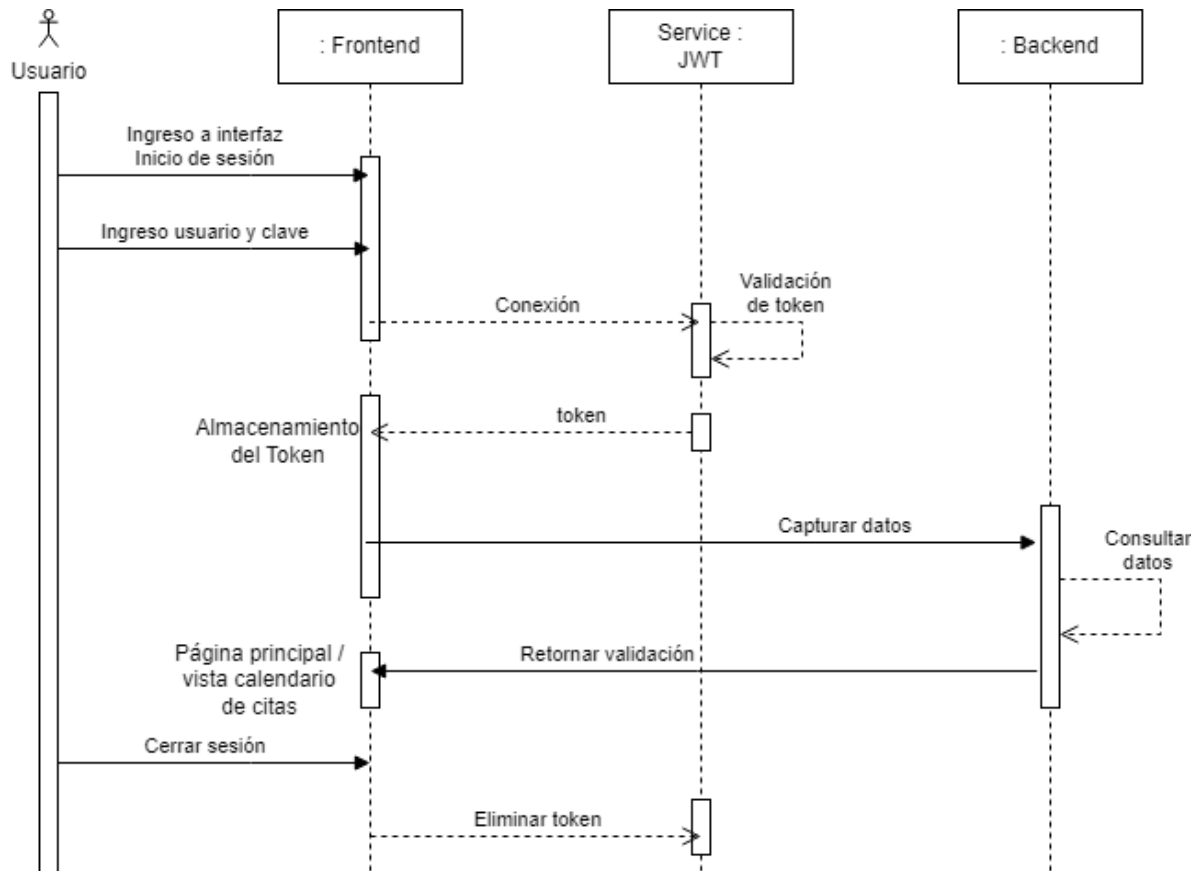 Usuario
: Frontend
Service :
JWT
: Backend
Ingreso a interfaz
Inicio de sesión
Ingreso usuario y clave
Conexión
Validación
de token
token
Almacenamiento
del Token
Capturar datos
Consultar
datos
Página principal /
vista calendario
de citas
Retornar validación
Cerrar sesión
Eliminar token